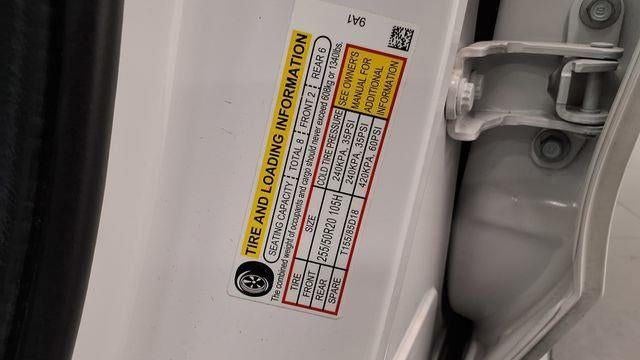 TIRE AND LOADING INFORMATION
SEATING CAPACITY TOTAL 8 FRONT 2 REAR 6
The combined weight of occupants and cargo should never exceed 608kg or 1340lbs.
TIRE SIZE COLD TIRE PRESSURE
FRONT 255/50R20 105H 240KPA, 35PSI
REAR 240KPA, 35PSI
SPARE T155/85D18 420KPA, 60PSI
SEE OWNER'S
MANUAL FOR
ADDITIONAL
INFORMATION
9A1